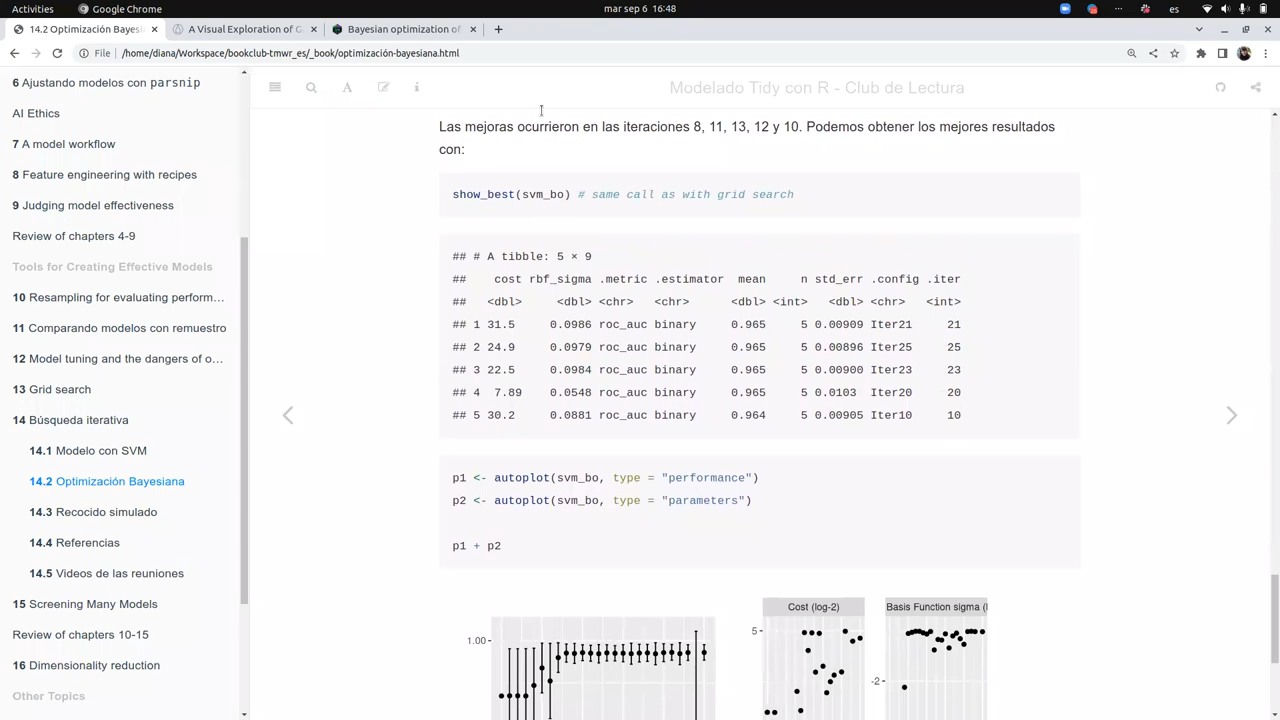 Activities
Google Chrome
mar sep 6 16:48
es
14.2 Optimización Bayesi
A Visual Exploration of G
Bayesian optimization of
File
/home/diana/Workspace/bookclub-tmwr_es/_book/optimización-bayesiana.html
6 Ajustando modelos con parsnip
AI Ethics
7 A model workflow
8 Feature engineering with recipes
9 Judging model effectiveness
Review of chapters 4-9
Tools for Creating Effective Models
10 Resampling for evaluating perform…
11 Comparando modelos con remuestro
12 Model tuning and the dangers of o…
13 Grid search
14 Búsqueda iterativa
14.1 Modelo con SVM
14.2 Optimización Bayesiana
14.3 Recocido simulado
14.4 Referencias
14.5 Videos de las reuniones
15 Screening Many Models
Review of chapters 10-15
16 Dimensionality reduction
Other Topics
A
i
Modelado Tidy con R - Club de Lectura
Las mejoras ocurrieron en las iteraciones 8, 11, 13, 12 y 10. Podemos obtener los mejores resultados
con:
show_best(svm_bo) # same call as with grid search
## # A tibble: 5 × 9
##    cost rbf_sigma .metric .estimator  mean     n std_err .config .iter
##   <dbl>     <dbl> <chr>   <chr>      <dbl> <int>   <dbl> <chr>   <int>
## 1 31.5     0.0986 roc_auc binary     0.965     5 0.00909 Iter21     21
## 2 24.9     0.0979 roc_auc binary     0.965     5 0.00896 Iter25     25
## 3 22.5     0.0984 roc_auc binary     0.965     5 0.00900 Iter23     23
## 4  7.89    0.0548 roc_auc binary     0.965     5 0.0103  Iter20     20
## 5 30.2     0.0881 roc_auc binary     0.964     5 0.00905 Iter10     10
p1 <- autoplot(svm_bo, type = "performance")
p2 <- autoplot(svm_bo, type = "parameters")
p1 + p2
Cost (log-2)
Basis Function sigma (l
1.00
5
-2